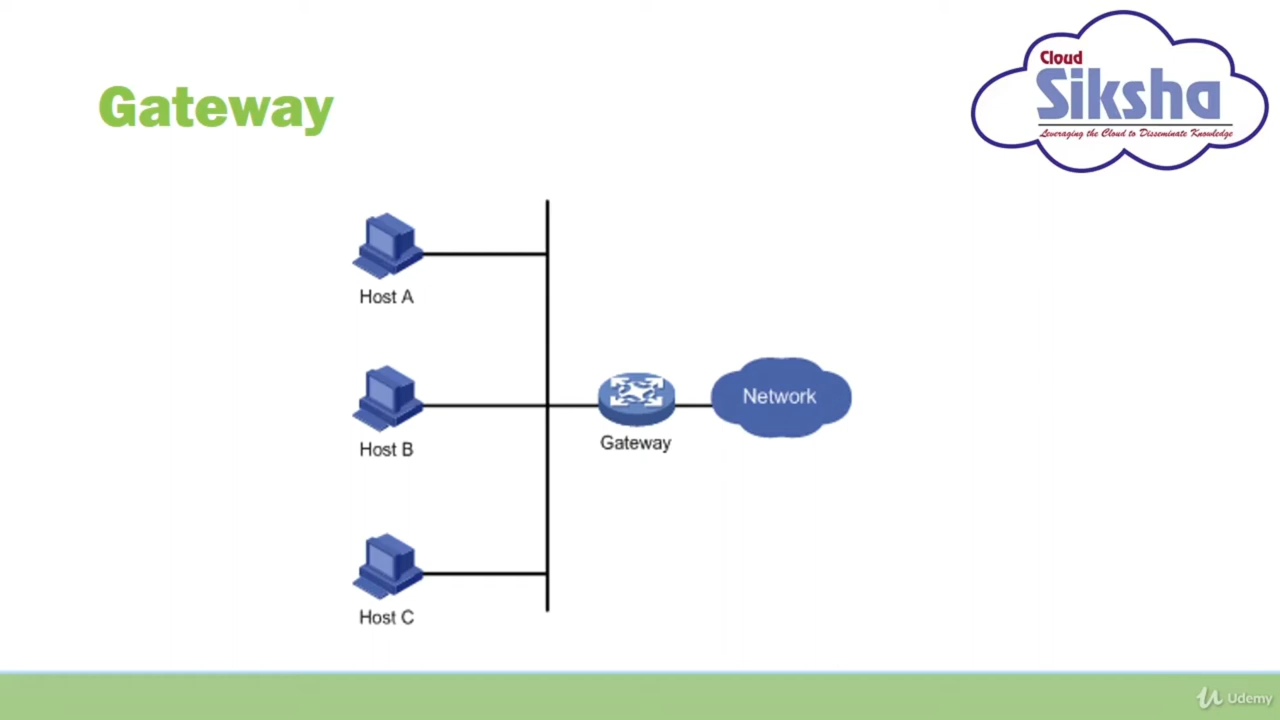 Cloud
Siksha
Leveraging the Cloud to Disseminate Knowledge
Gateway
Host A
Host B
Gateway
Network
Host C
Udemy